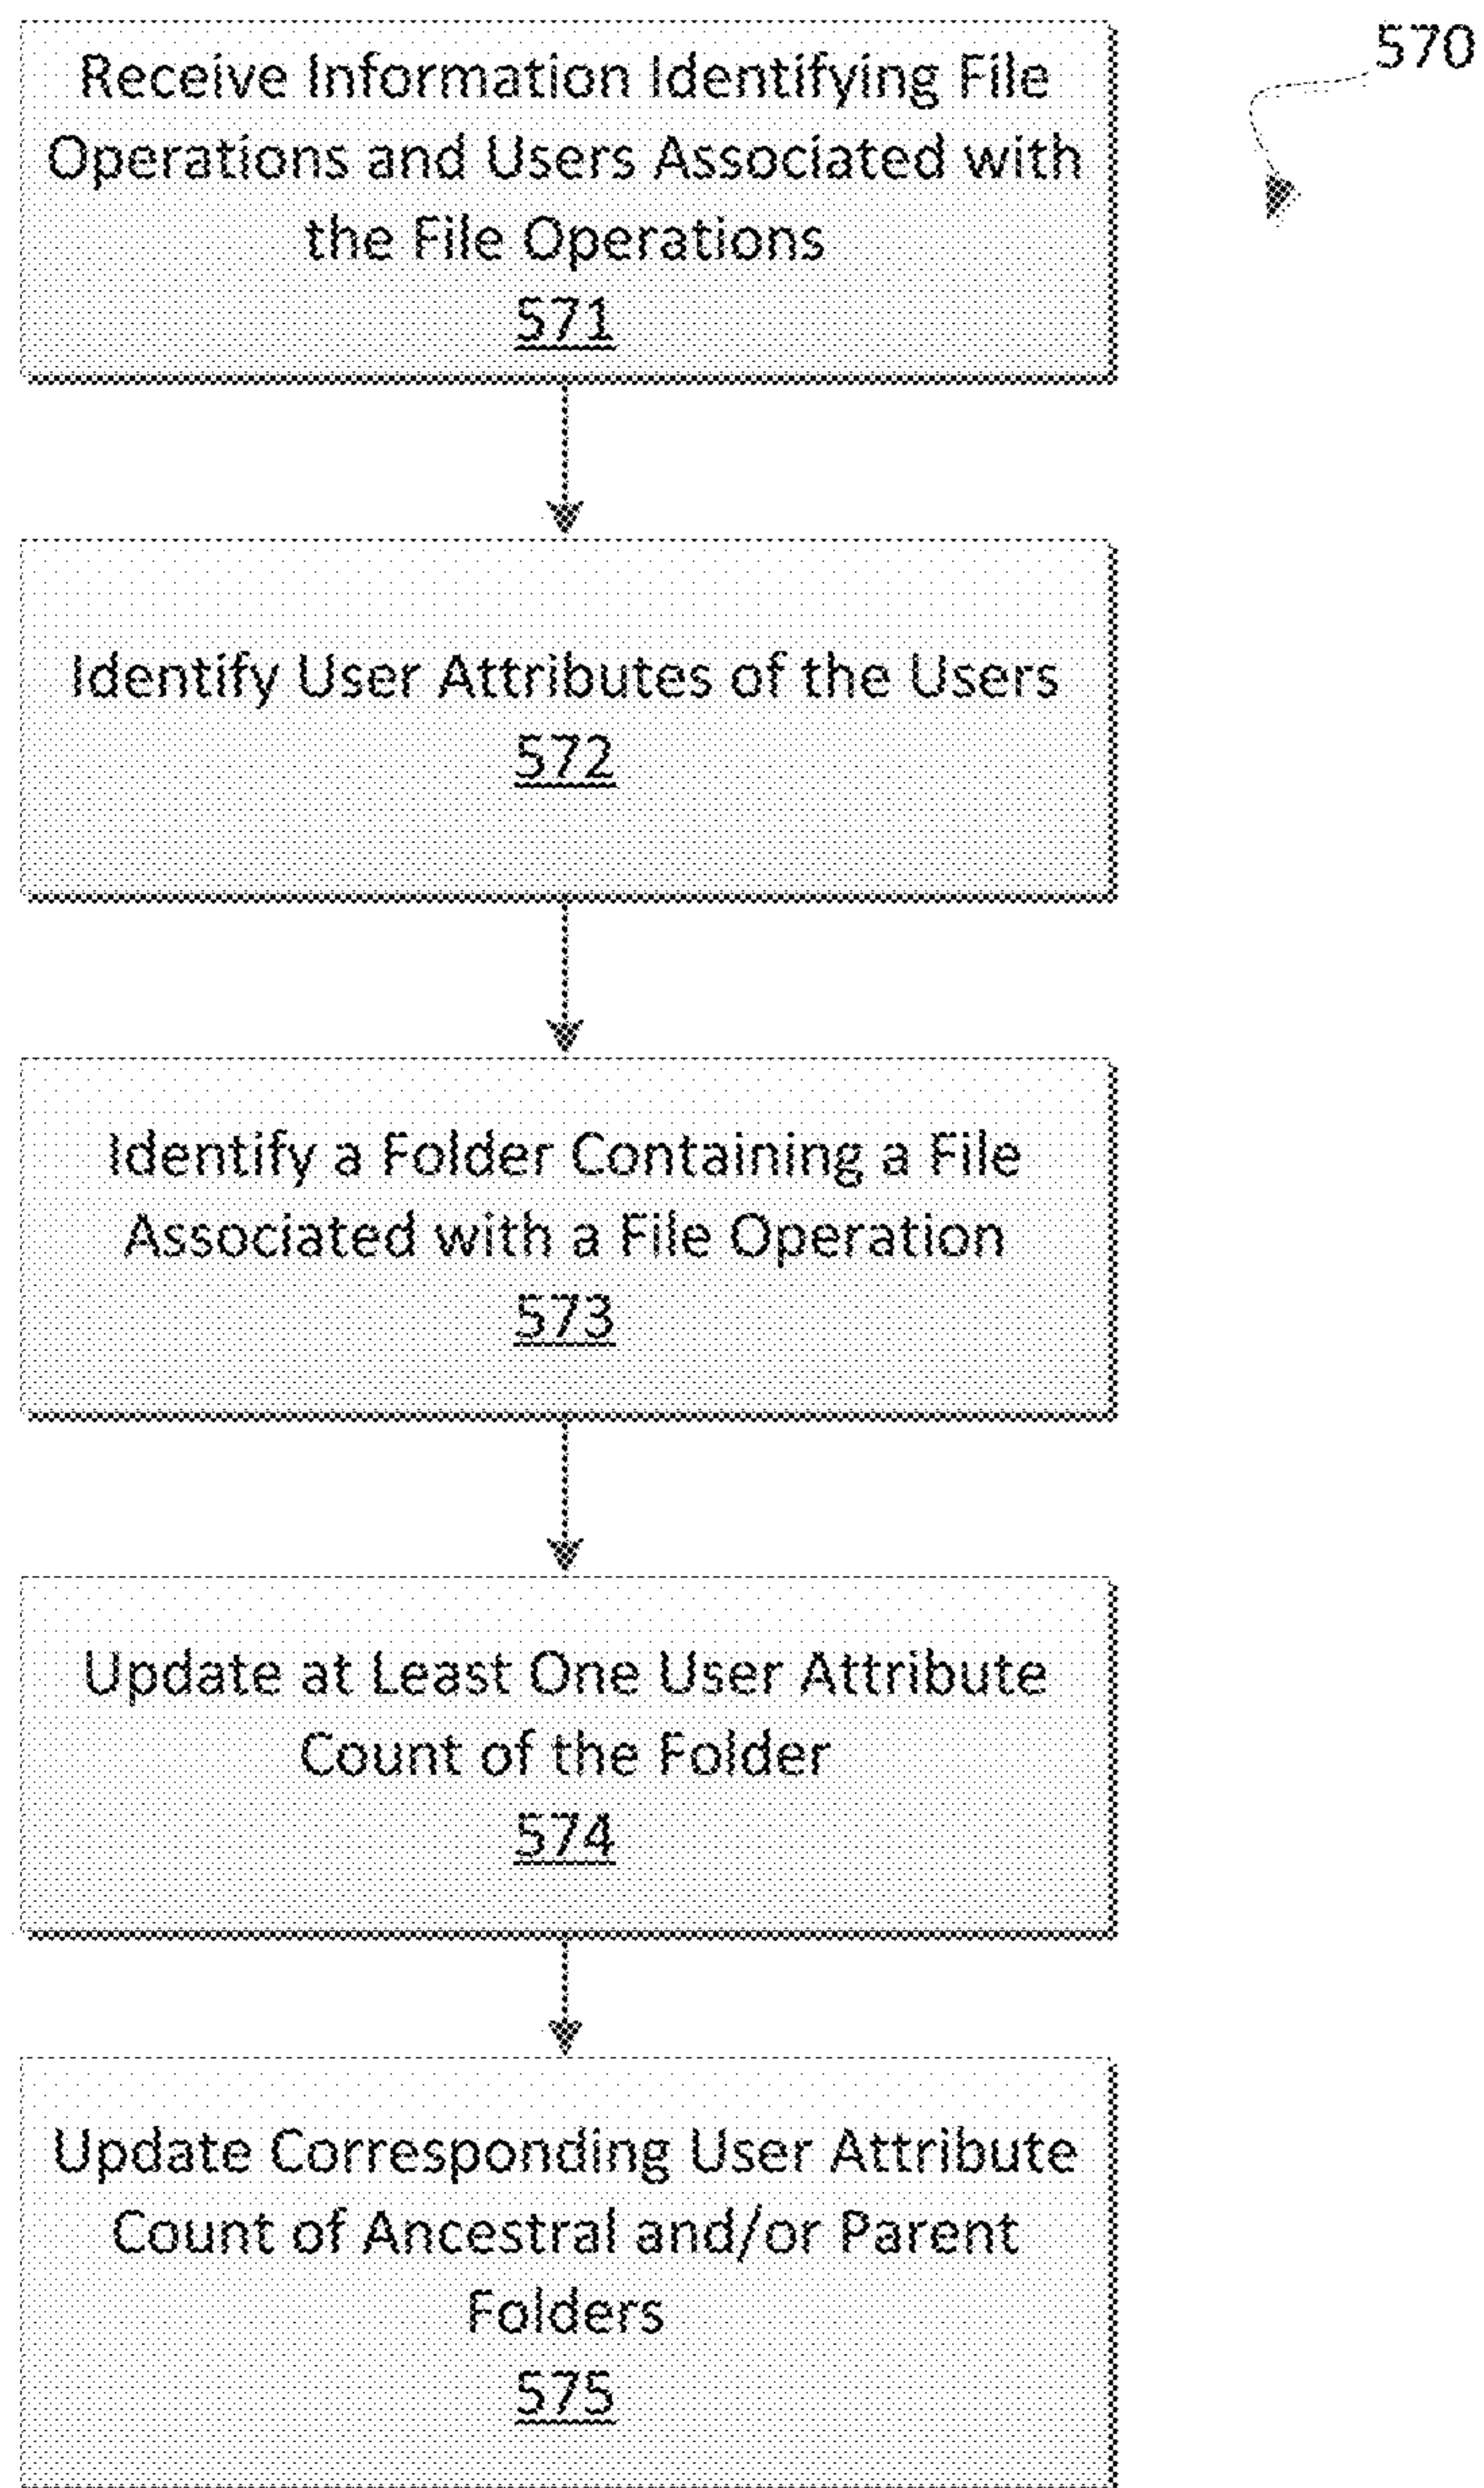 570
Receive Information Identifying File
Operations and Users Associated with
the File Operations
571
Identify User Attributes of the Users
572
Identify a Folder Containing a File
Associated with a File Operation
573
Update at Least One User Attribute
Count of the Folder
574
Update Corresponding User Attribute
Count of Ancestral and/or Parent
Folders
575